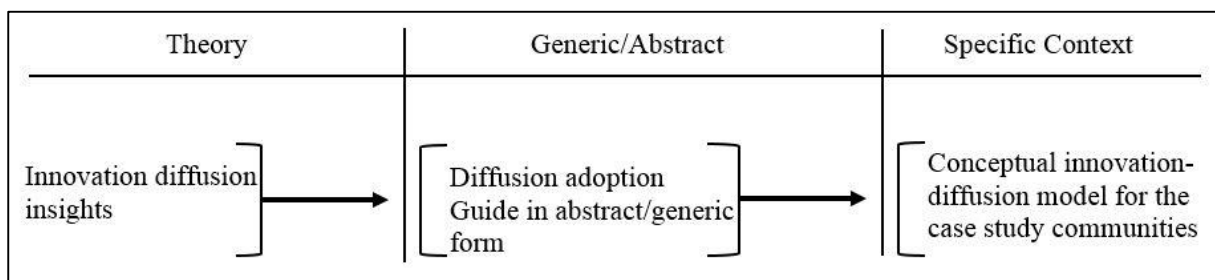 Theory
Generic/Abstract
Specific Context
Innovation diffusion
insights
Diffusion adoption
Guide in abstract/generic
form
Conceptual innovation-
diffusion model for the
case study communities